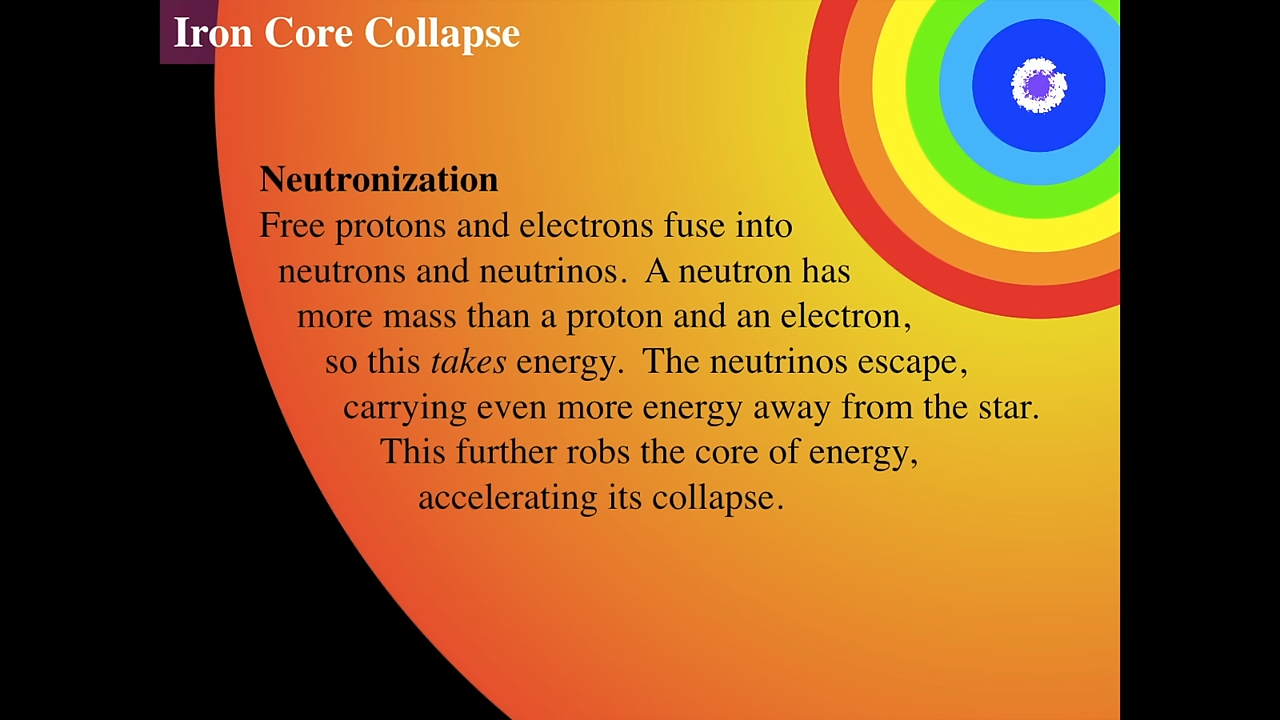 Iron Core Collapse
Neutronization
Free protons and electrons fuse into
neutrons and neutrinos. A neutron has
more mass than a proton and an electron,
so this takes energy. The neutrinos escape,
carrying even more energy away from the star.
This further robs the core of energy,
accelerating its collapse.